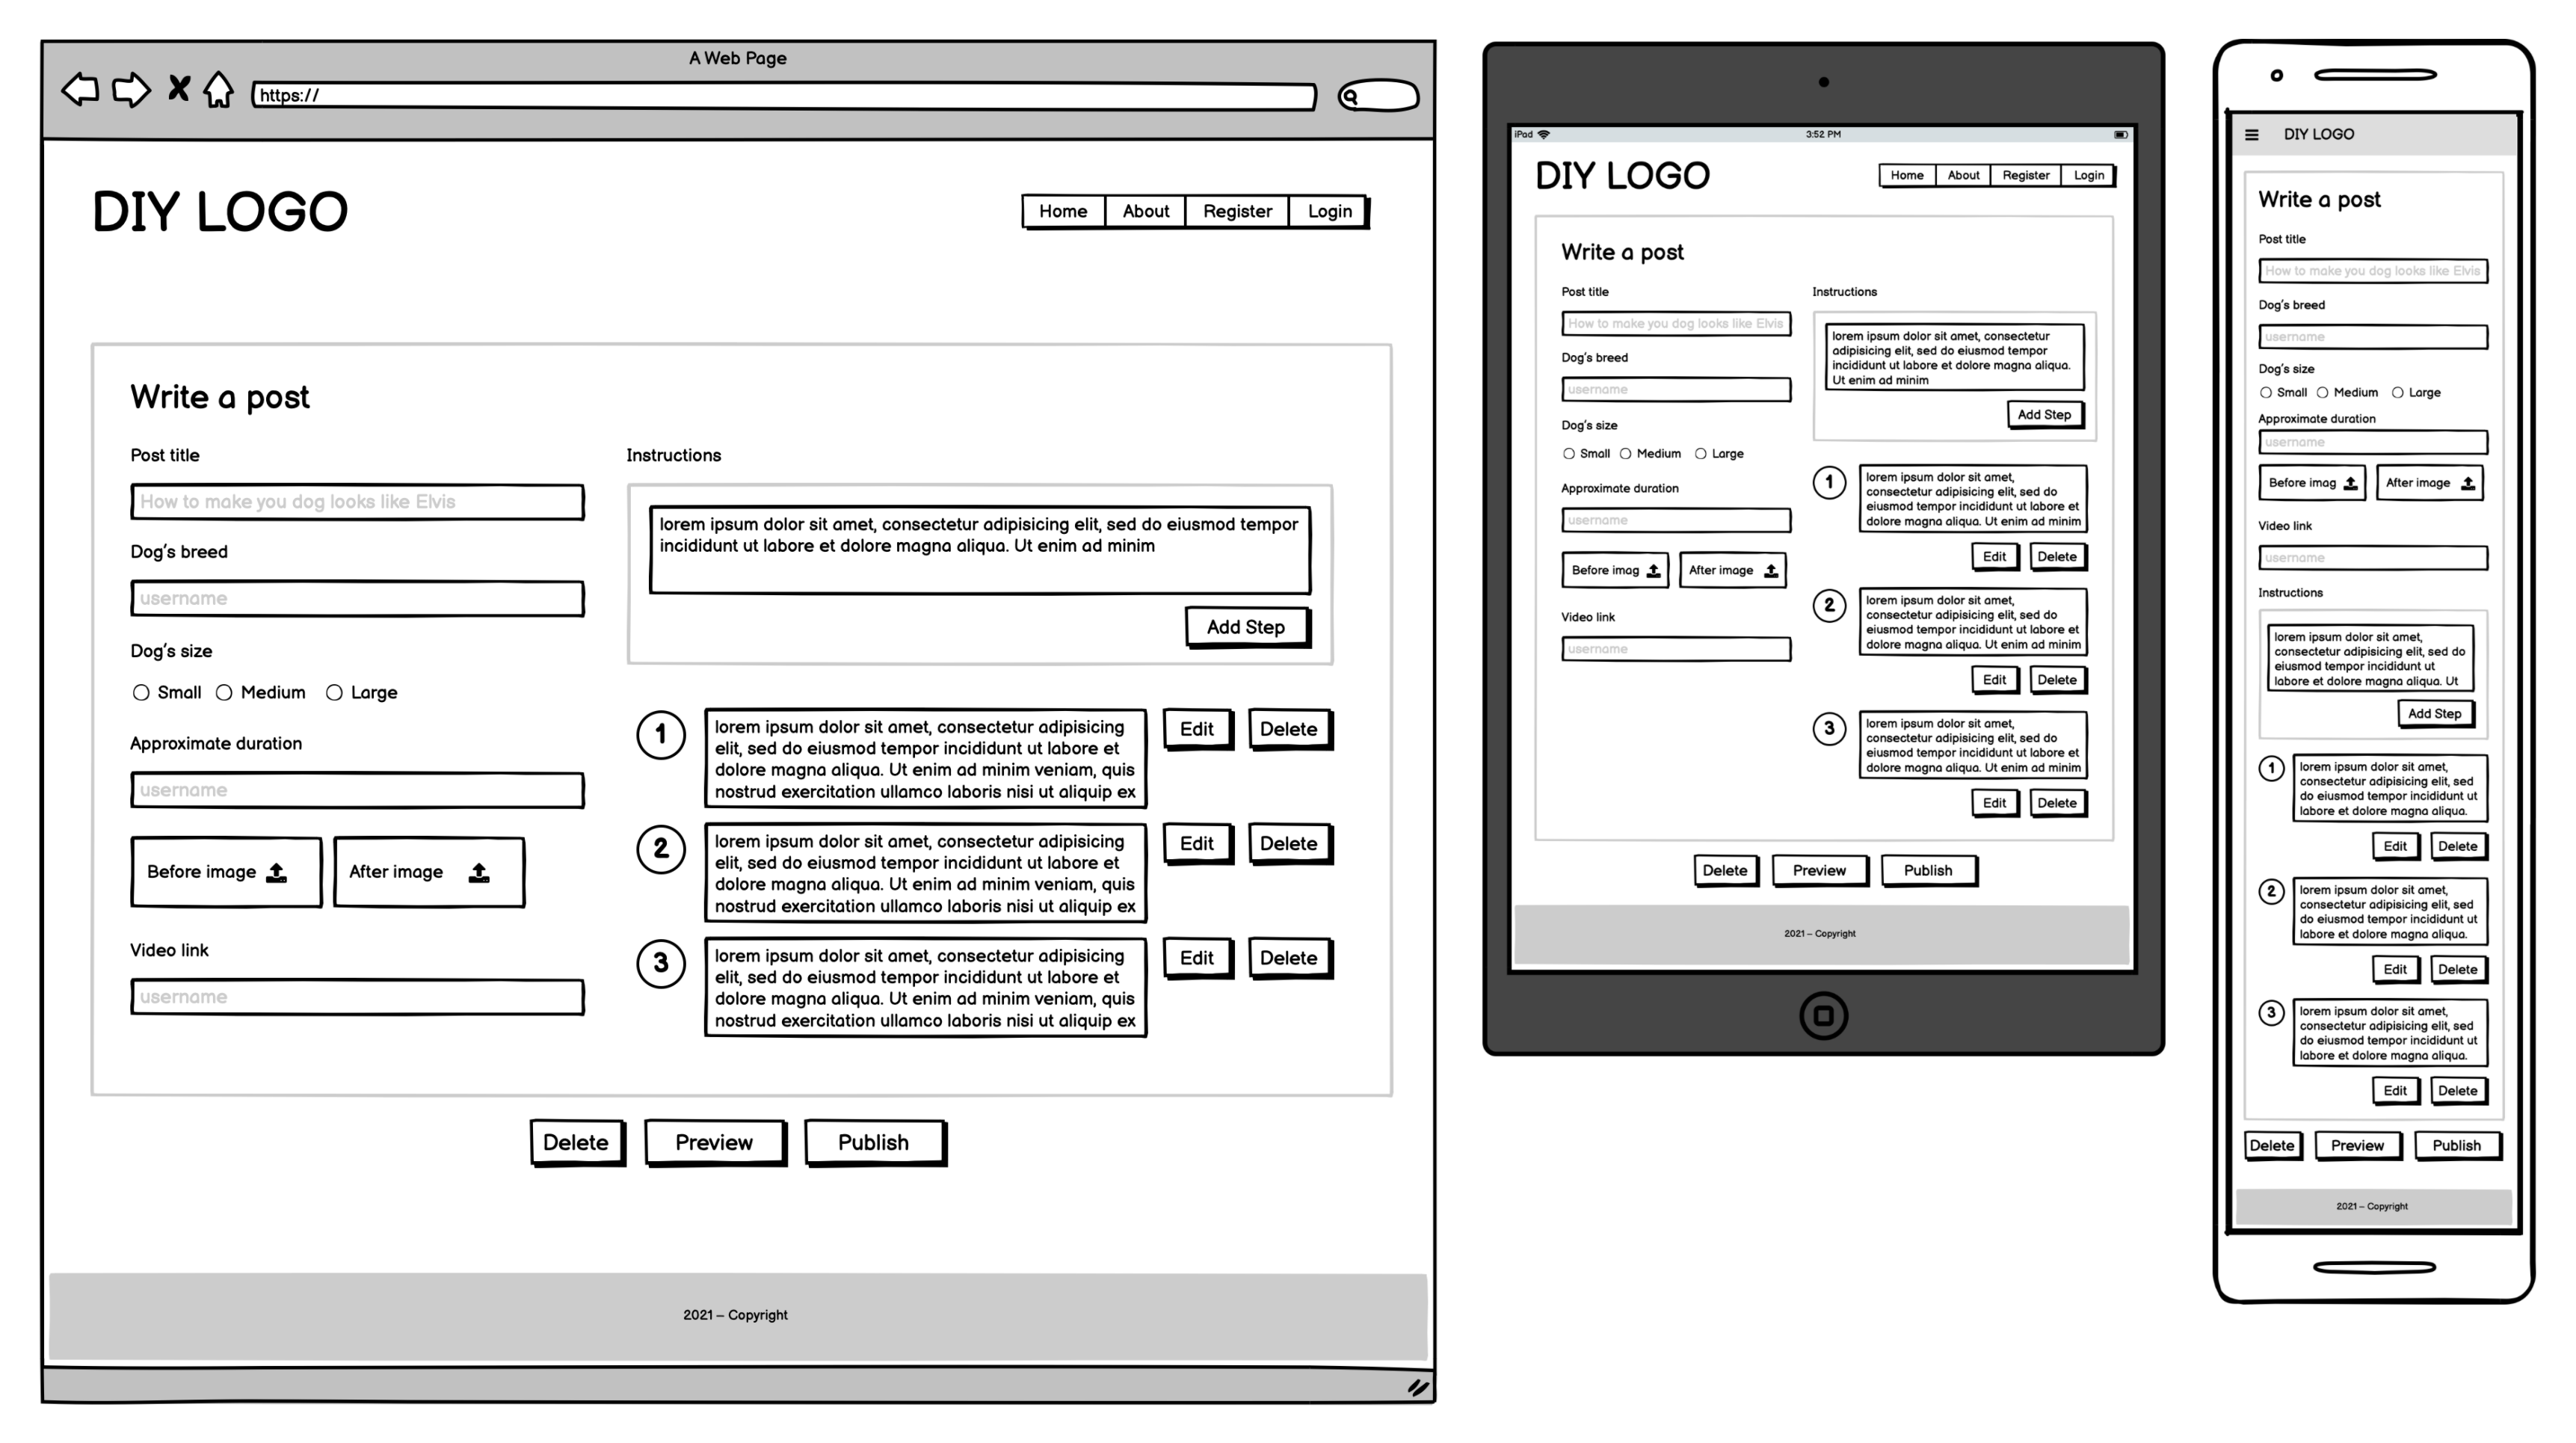 A Web Page
https://
DIY LOGO
Home About Register Login
Write a post
Post title
How to make you dog looks like Elvis
Dog's breed
username
Dog's size
Small Medium Large
Approximate duration
username
Before image After image
Video link
username
Instructions
lorem ipsum dolor sit amet, consectetur adipisicing elit, sed do eiusmod tempor
incididunt ut labore et dolore magna aliqua. Ut enim ad minim
Add Step
1
lorem ipsum dolor sit amet, consectetur adipisicing
elit, sed do eiusmod tempor incididunt ut labore et
dolore magna aliqua. Ut enim ad minim veniam, quis
nostrud exercitation ullamco laboris nisi ut aliquip ex
Edit Delete
2
lorem ipsum dolor sit amet, consectetur adipisicing
elit, sed do eiusmod tempor incididunt ut labore et
dolore magna aliqua. Ut enim ad minim veniam, quis
nostrud exercitation ullamco laboris nisi ut aliquip ex
Edit Delete
3
lorem ipsum dolor sit amet, consectetur adipisicing
elit, sed do eiusmod tempor incididunt ut labore et
dolore magna aliqua. Ut enim ad minim veniam, quis
nostrud exercitation ullamco laboris nisi ut aliquip ex
Edit Delete
Delete Preview Publish
2021 – Copyright
iPad 3:52 PM
DIY LOGO
Home About Register Login
Write a post
Post title
How to make you dog looks like Elvis
Dog's breed
username
Dog's size
Small Medium Large
Approximate duration
username
Before imag After image
Video link
username
Instructions
lorem ipsum dolor sit amet, consectetur
adipisicing elit, sed do eiusmod tempor
incididunt ut labore et dolore magna aliqua.
Ut enim ad minim
Add Step
1
lorem ipsum dolor sit amet,
consectetur adipisicing elit, sed do
eiusmod tempor incididunt ut labore et
dolore magna aliqua. Ut enim ad minim
Edit Delete
2
lorem ipsum dolor sit amet,
consectetur adipisicing elit, sed do
eiusmod tempor incididunt ut labore et
dolore magna aliqua. Ut enim ad minim
Edit Delete
3
lorem ipsum dolor sit amet,
consectetur adipisicing elit, sed do
eiusmod tempor incididunt ut labore et
dolore magna aliqua. Ut enim ad minim
Edit Delete
Delete Preview Publish
2021 – Copyright
DIY LOGO
Write a post
Post title
How to make you dog looks like Elvis
Dog's breed
username
Dog's size
Small Medium Large
Approximate duration
username
Before imag After image
Video link
username
Instructions
lorem ipsum dolor sit amet,
consectetur adipisicing elit, sed do
eiusmod tempor incididunt ut
labore et dolore magna aliqua. Ut
Add Step
1
lorem ipsum dolor sit amet,
consectetur adipisicing elit, sed
do eiusmod tempor incididunt ut
labore et dolore magna aliqua.
Edit Delete
2
lorem ipsum dolor sit amet,
consectetur adipisicing elit, sed
do eiusmod tempor incididunt ut
labore et dolore magna aliqua.
Edit Delete
3
lorem ipsum dolor sit amet,
consectetur adipisicing elit, sed
do eiusmod tempor incididunt ut
labore et dolore magna aliqua.
Edit Delete
Delete Preview Publish
2021 – Copyright